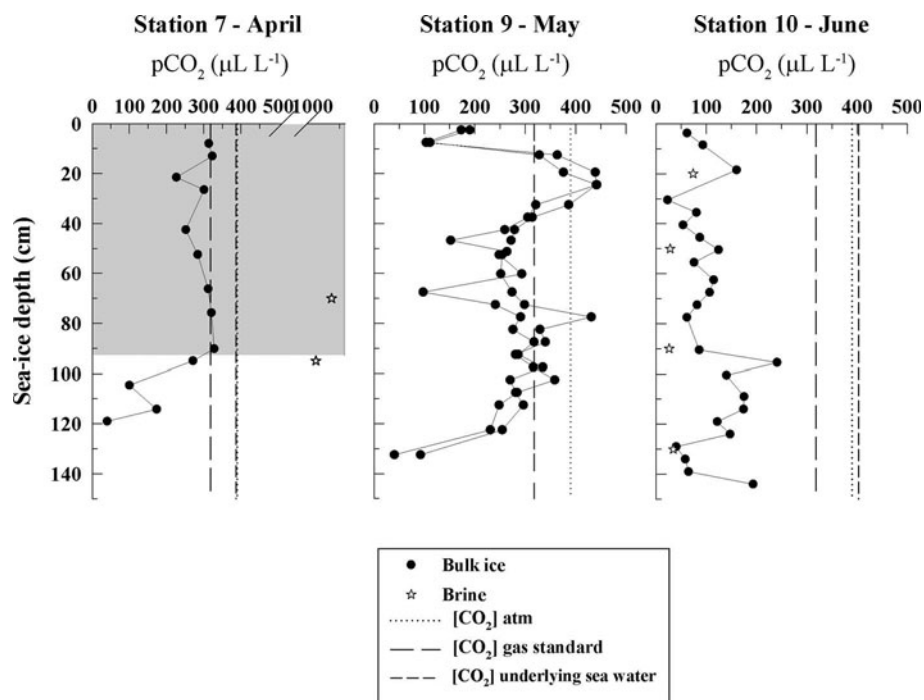 Station 7 - April
Station 9 - May
Station 10 - June
pCO₂ (µL L⁻¹)
pCO₂ (µL L⁻¹)
pCO₂ (µL L⁻¹)
0 100 200 300 400 500 1000
0 100 200 300 400 500
0 100 200 300 400 500
Sea-ice depth (cm)
0
20
40
60
80
100
120
140
Bulk ice
Brine
[CO₂] atm
[CO₂] gas standard
[CO₂] underlying sea water